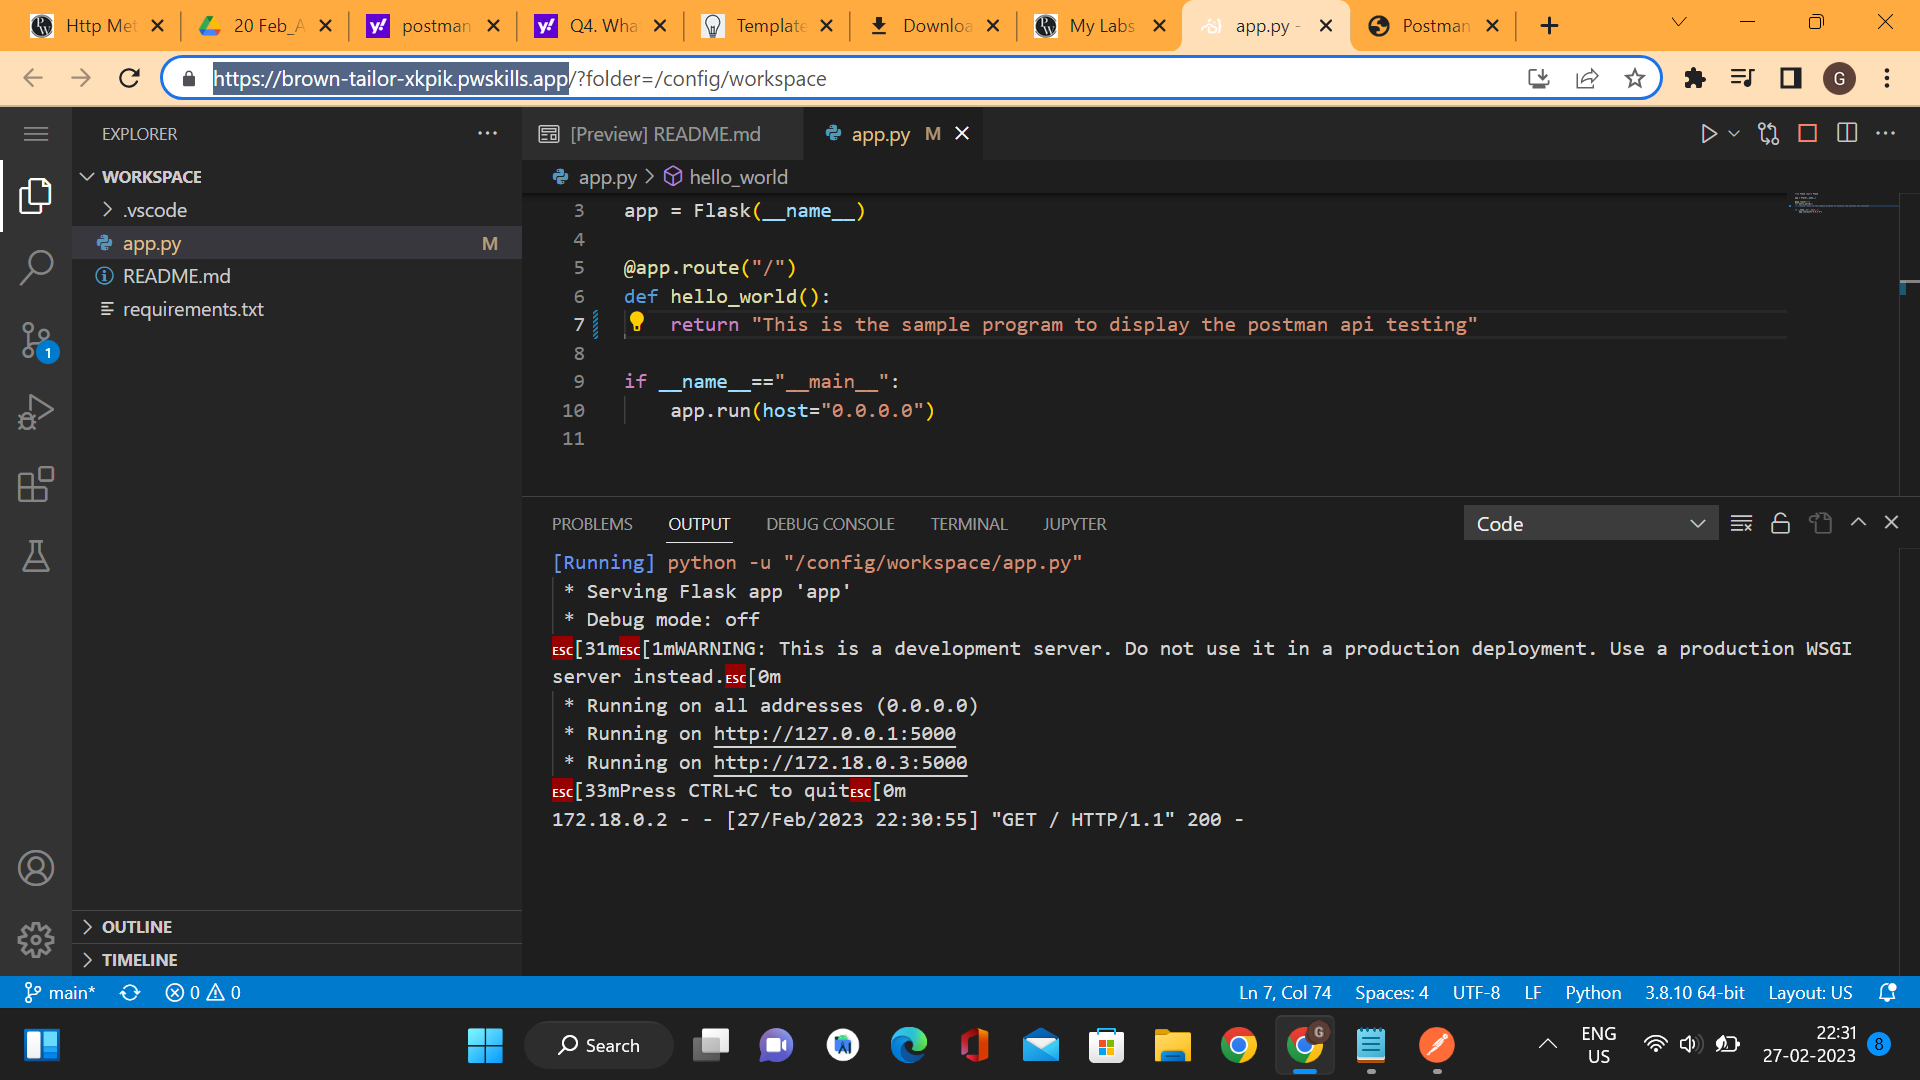 Http Met
20 Feb_A
postman
Q4. Wha
Template
Downloa
My Labs
app.py -
Postman
https://brown-tailor-xkpik.pwskills.app/?folder=/config/workspace
G
EXPLORER
[Preview] README.md
app.py M
WORKSPACE
app.py > hello_world
.vscode
app.py M
README.md
requirements.txt
1
3 app = Flask(__name__)
4
5 @app.route("/")
6 def hello_world():
7 return "This is the sample program to display the postman api testing"
8
9 if __name__=="__main__":
10 app.run(host="0.0.0.0")
11
PROBLEMS OUTPUT DEBUG CONSOLE TERMINAL JUPYTER
Code
[Running] python -u "/config/workspace/app.py"
* Serving Flask app 'app'
* Debug mode: off
ESC[31mESC[1mWARNING: This is a development server. Do not use it in a production deployment. Use a production WSGI
server instead.ESC[0m
* Running on all addresses (0.0.0.0)
* Running on http://127.0.0.1:5000
* Running on http://172.18.0.3:5000
ESC[33mPress CTRL+C to quitESC[0m
172.18.0.2 - - [27/Feb/2023 22:30:55] "GET / HTTP/1.1" 200 -
OUTLINE
TIMELINE
main* 0 0
Ln 7, Col 74 Spaces: 4 UTF-8 LF Python 3.8.10 64-bit Layout: US
Search
G
ENG
US
22:31
27-02-2023
8